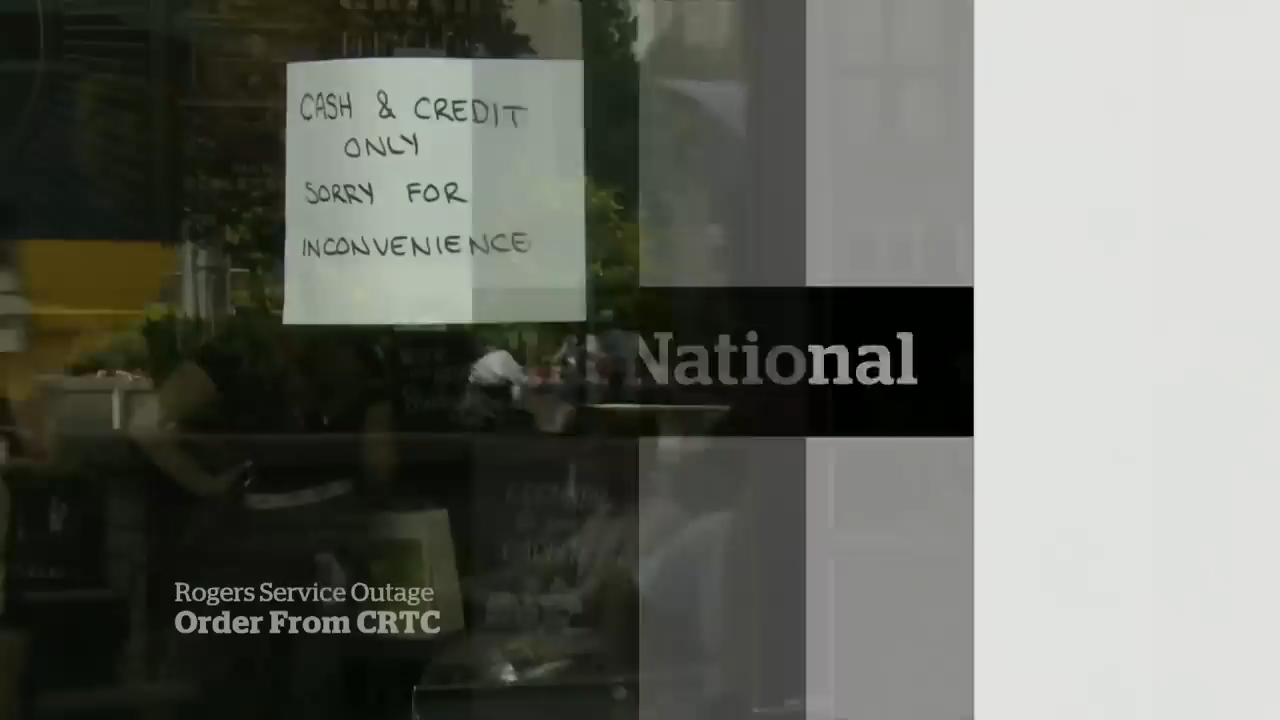 CASH & CREDIT
ONLY
SORRY FOR
INCONVENIENCE
National
Rogers Service Outage
Order From CRTC